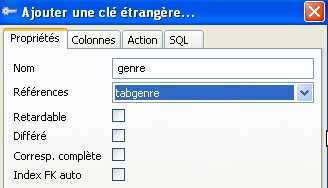 Ajouter une clé étrangère...
Propriétés Colonnes Action SQL
Nom genre
Références tabgenre
Retardable
Différé
Corresp. complète
Index FK auto